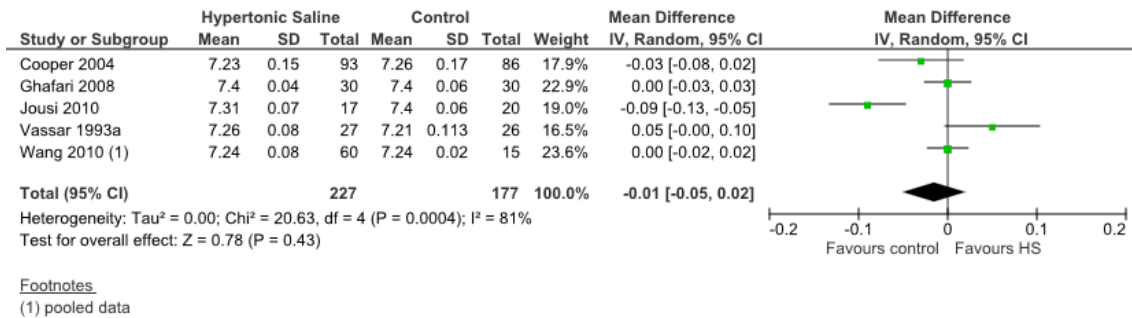 Hypertonic Saline Control Mean Difference Mean Difference
Study or Subgroup Mean SD Total Mean SD Total Weight IV, Random, 95% CI IV, Random, 95% CI
Cooper 2004 7.23 0.15 93 7.26 0.17 86 17.9% -0.03 [-0.08, 0.02]
Ghafari 2008 7.4 0.04 30 7.4 0.06 30 22.9% 0.00 [-0.03, 0.03]
Jousi 2010 7.31 0.07 17 7.4 0.06 20 19.0% -0.09 [-0.13, -0.05]
Vassar 1993a 7.26 0.08 27 7.21 0.113 26 16.5% 0.05 [-0.00, 0.10]
Wang 2010 (1) 7.24 0.08 60 7.24 0.02 15 23.6% 0.00 [-0.02, 0.02]
Total (95% CI) 227 177 100.0% -0.01 [-0.05, 0.02]
Heterogeneity: Tau² = 0.00; Chi² = 20.63, df = 4 (P = 0.0004); I² = 81%
Test for overall effect: Z = 0.78 (P = 0.43)
-0.2 -0.1 0 0.1 0.2
Favours control Favours HS
Footnotes
(1) pooled data